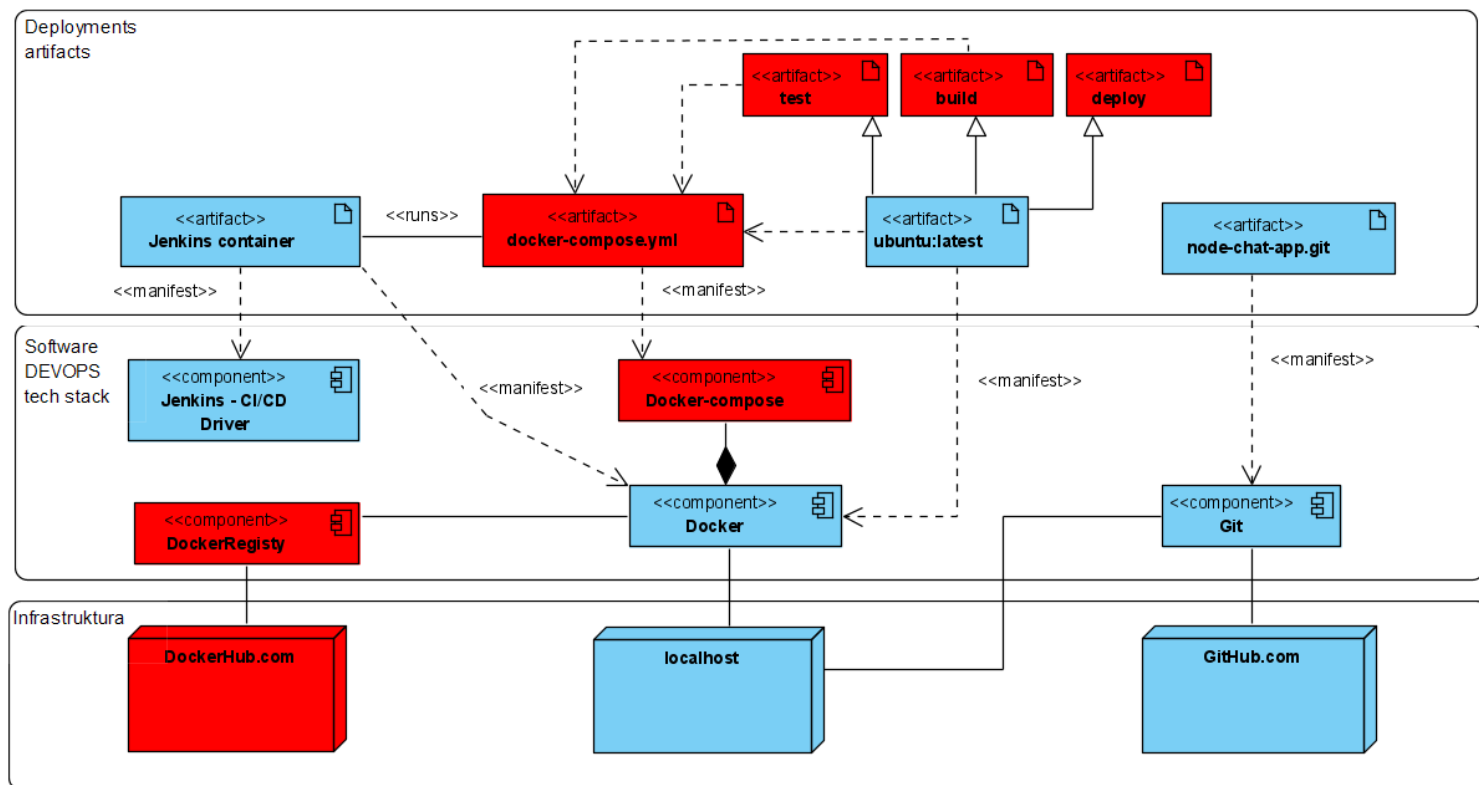 Deployments
artifacts
<<artifact>>
test
<<artifact>>
build
<<artifact>>
deploy
<<artifact>>
Jenkins container
<<runs>>
<<artifact>>
docker-compose.yml
<<artifact>>
ubuntu:latest
<<artifact>>
node-chat-app.git
<<manifest>>
<<manifest>>
Software
DEVOPS
tech stack
<<component>>
Jenkins - CI/CD
Driver
<<manifest>>
<<component>>
Docker-compose
<<manifest>>
<<manifest>>
<<component>>
DockerRegisty
<<component>>
Docker
<<component>>
Git
Infrastruktura
DockerHub.com
localhost
GitHub.com